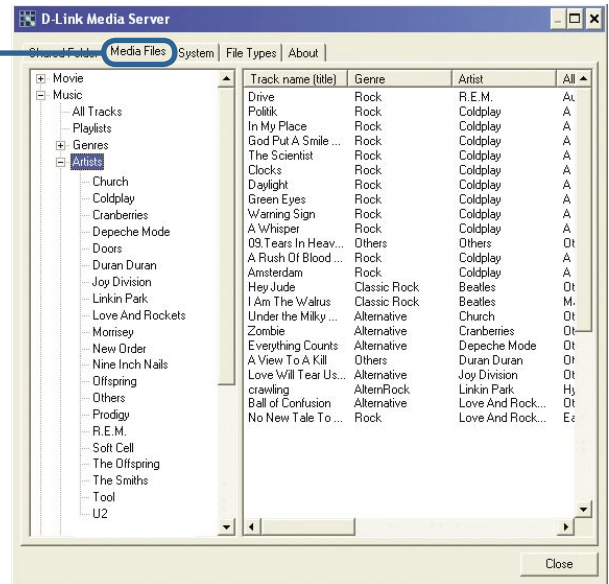 D-Link Media Server
Shared Folder Media Files System File Types About
Movie
Music
All Tracks
Playlists
Genres
Artists
Church
Coldplay
Cranberries
Depeche Mode
Doors
Duran Duran
Joy Division
Linkin Park
Love And Rockets
Morrisey
New Order
Nine Inch Nails
Offspring
Others
Prodigy
R.E.M.
Soft Cell
The Offspring
The Smiths
Tool
U2
Track name (title) Genre Artist
Drive Rock R.E.M.
Politik Rock Coldplay A
In My Place Rock Coldplay A
God Put A Smile ... Rock Coldplay A
The Scientist Rock Coldplay A
Clocks Rock Coldplay A
Daylight Rock Coldplay A
Green Eyes Rock Coldplay A
Warning Sign Rock Coldplay A
A Whisper Rock Coldplay A
09.Tears In Heav... Others Others
A Rush Of Blood ... Rock Coldplay A
Amsterdam Rock Coldplay A
Hey Jude Classic Rock Beatles
I Am The Walrus Classic Rock Beatles
Under the Milky ... Alternative Church
Zombie Alternative Cranberries
Everything Counts Alternative Depeche Mode
A View To A Kill Others Duran Duran
Love Will Tear Us... Alternative Joy Division
crawling AlternRock Linkin Park
Ball of Confusion Alternative Love And Rock...
No New Tale To ... Rock Love And Rock...
Close